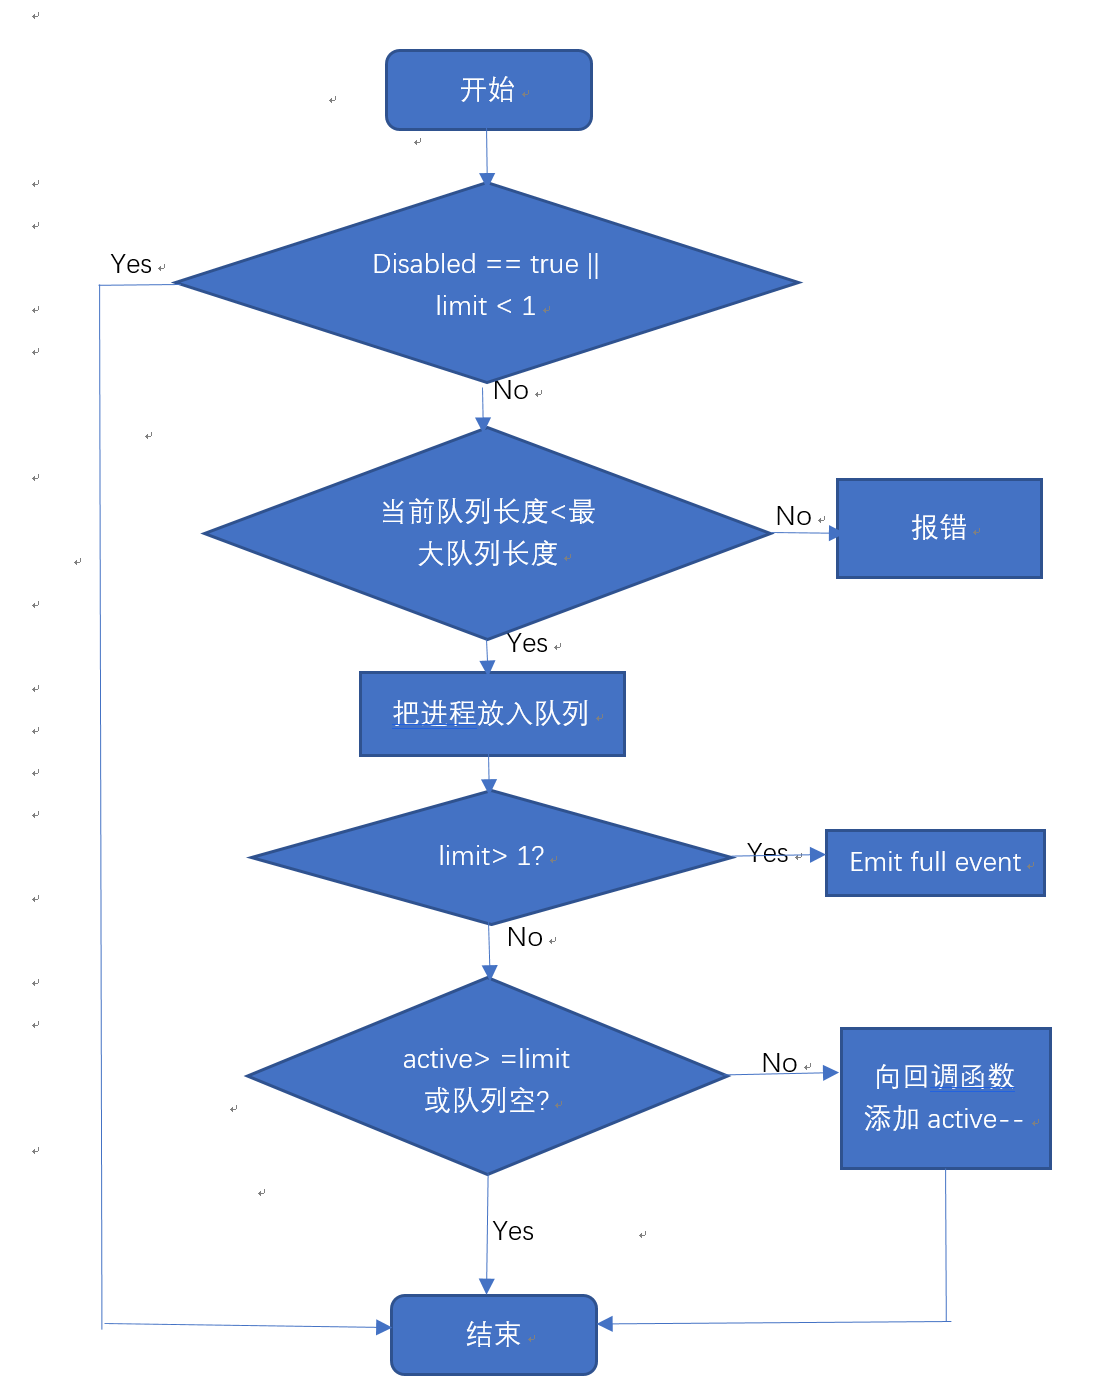 开始
Yes
Disabled == true ||
limit < 1
No
当前队列长度<最
大队列长度
No
报错
Yes
把进程放入队列
limit> 1?
Yes
Emit full event
No
active> =limit
或队列空?
No
向回调函数
添加 active--
Yes
结束